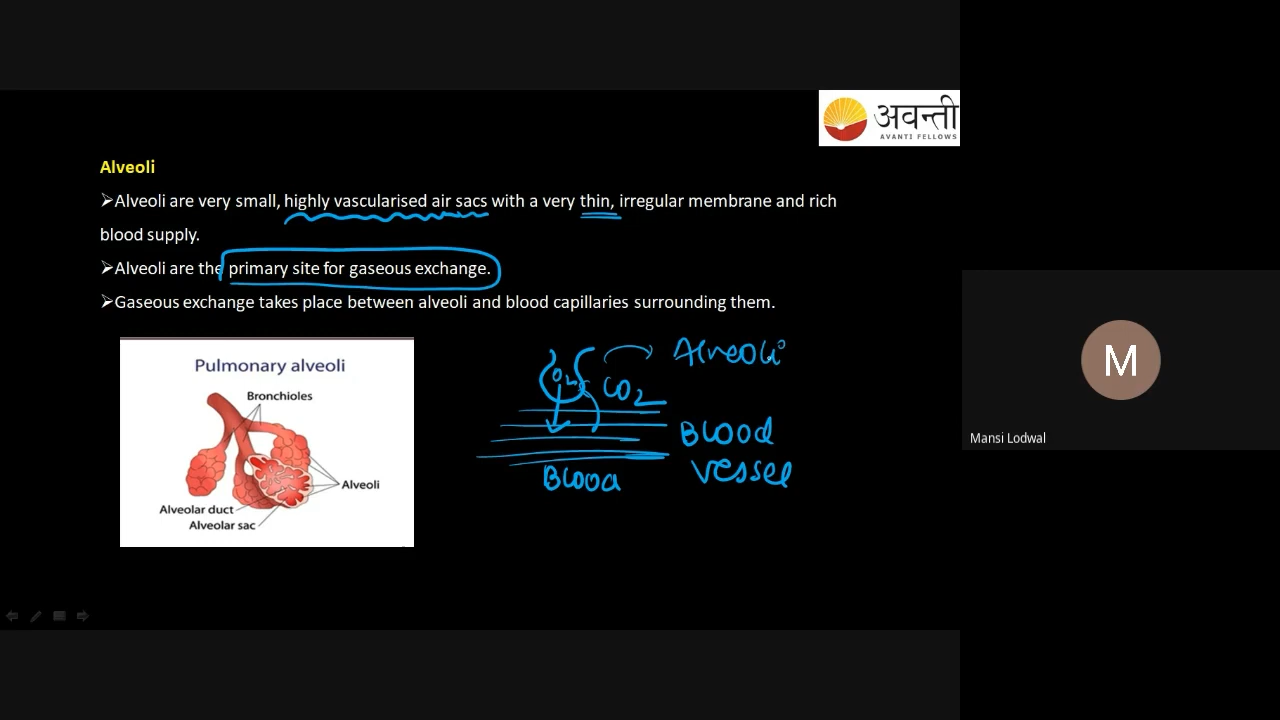 अवन्ती
AVANTI FELLOWS
Alveoli
➢Alveoli are very small, highly vascularised air sacs with a very thin, irregular membrane and rich
blood supply.
➢Alveoli are the primary site for gaseous exchange.
➢Gaseous exchange takes place between alveoli and blood capillaries surrounding them.
Pulmonary alveoli
Bronchioles
Alveoli
Alveolar duct
Alveolar sac
Alveoli
O2
CO2
Blood
vessel
Blood
M
Mansi Lodwal